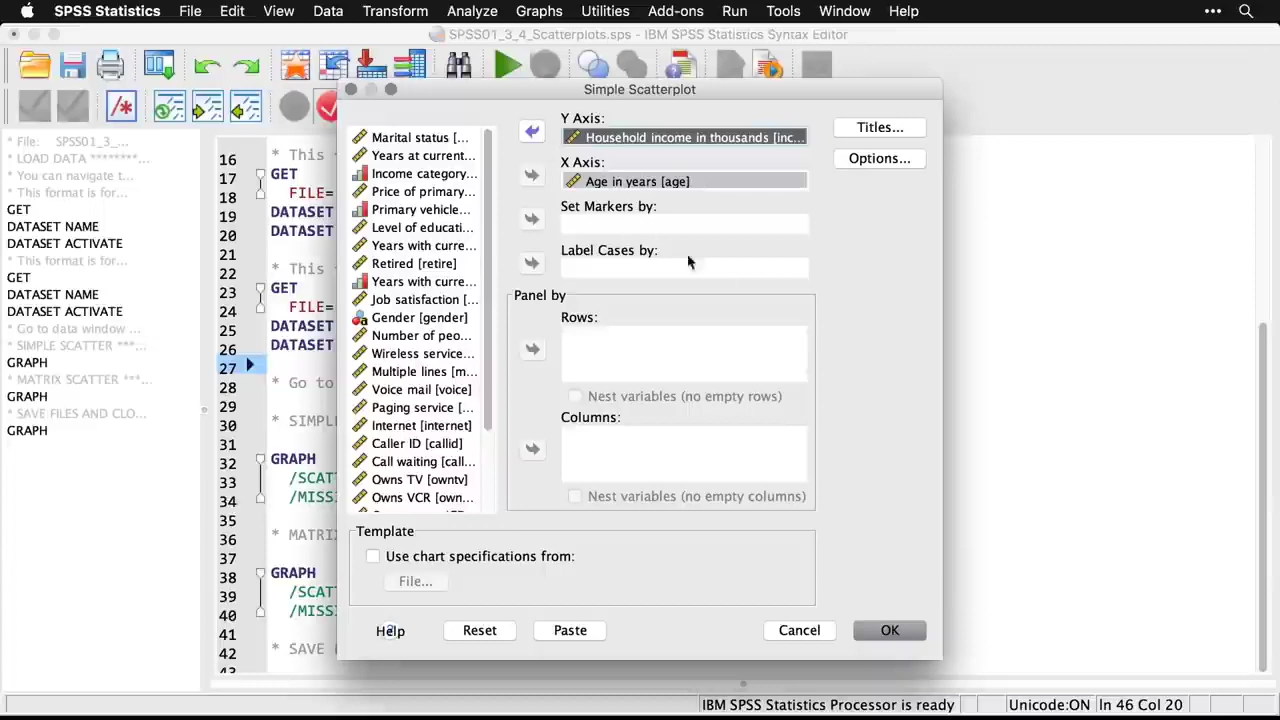 SPSS Statistics File Edit View Data Transform Analyze Graphs Utilities Add-ons Run Tools Window Help
SPSS01_3_4_Scatterplots.sps - IBM SPSS Statistics Syntax Editor
Simple Scatterplot
* File: SPSS01_3_...
* LOAD DATA ********...
* You can navigate t...
* This format is for...
GET
DATASET NAME
DATASET ACTIVATE
* This format is for...
GET
DATASET NAME
DATASET ACTIVATE
* Go to data window ...
* SIMPLE SCATTER ***...
GRAPH
* MATRIX SCATTER ***...
GRAPH
* SAVE FILES AND CLO...
GRAPH
16 * This
17 GET
18 FILE=
19 DATASET
20 DATASET
21
22 * This
23 GET
24 FILE=
25 DATASET
26 DATASET
27
28 * Go to
29
30 * SIMPL
31
32 GRAPH
33 /SCAT
34 /MISS
35
36 * MATRI
37
38 GRAPH
39 /SCAT
40 /MISS
41
42 * SAVE
43
Marital status [...
Years at current...
Income category...
Price of primary...
Primary vehicle...
Level of educati...
Years with curre...
Retired [retire]
Years with curre...
Job satisfaction [...
Gender [gender]
Number of peo...
Wireless service...
Multiple lines [m...
Voice mail [voice]
Paging service [...
Internet [internet]
Caller ID [callid]
Call waiting [call...
Owns TV [owntv]
Owns VCR [own...
Y Axis:
Household income in thousands [inc...
X Axis:
Age in years [age]
Set Markers by:
Label Cases by:
Panel by
Rows:
Nest variables (no empty rows)
Columns:
Nest variables (no empty columns)
Titles...
Options...
Template
Use chart specifications from:
File...
Help Reset Paste Cancel OK
IBM SPSS Statistics Processor is ready Unicode:ON In 46 Col 20